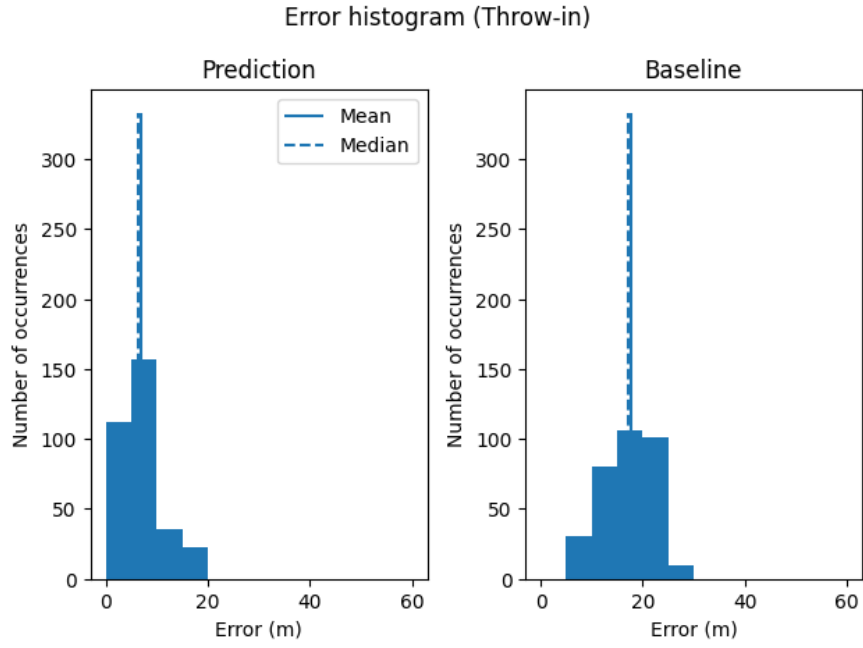 Error histogram (Throw-in)
Prediction
Number of occurrences
300
250
200
150
100
50
0
Mean
Median
0 20 40 60
Error (m)
Baseline
Number of occurrences
300
250
200
150
100
50
0
0 20 40 60
Error (m)